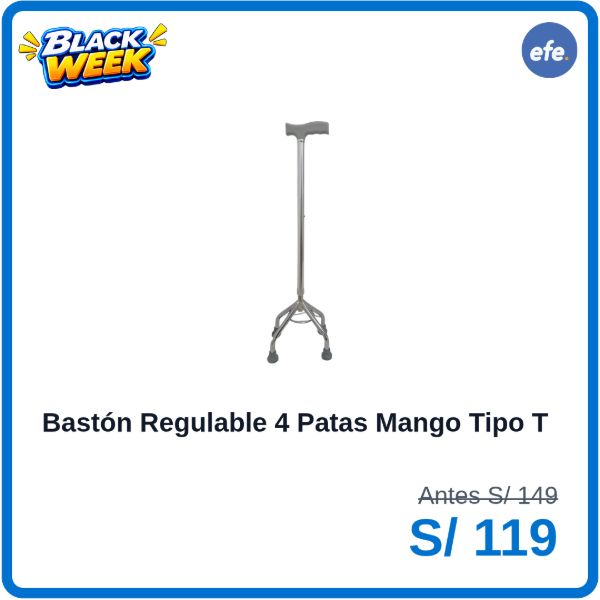 BLACK
WEEK
efe.
Bastón Regulable 4 Patas Mango Tipo T
Antes S/ 149
S/ 119